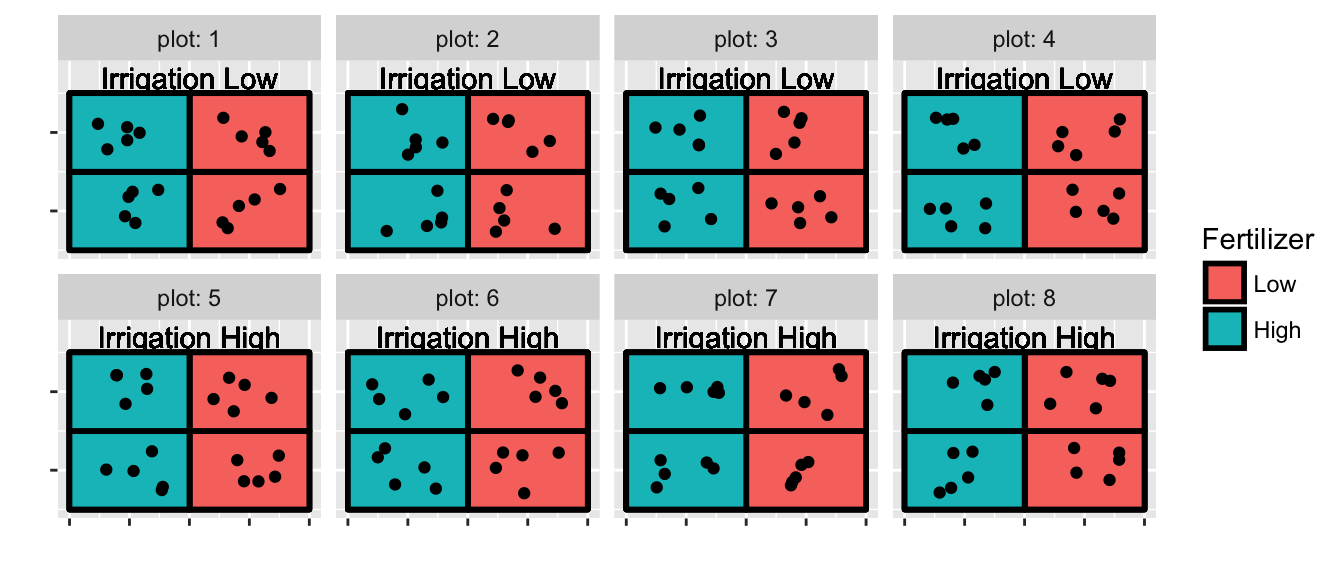 plot: 1
plot: 2
plot: 3
plot: 4
Irrigation Low
Irrigation Low
Irrigation Low
Irrigation Low
plot: 5
plot: 6
plot: 7
plot: 8
Irrigation High
Irrigation High
Irrigation High
Irrigation High
Fertilizer
Low
High